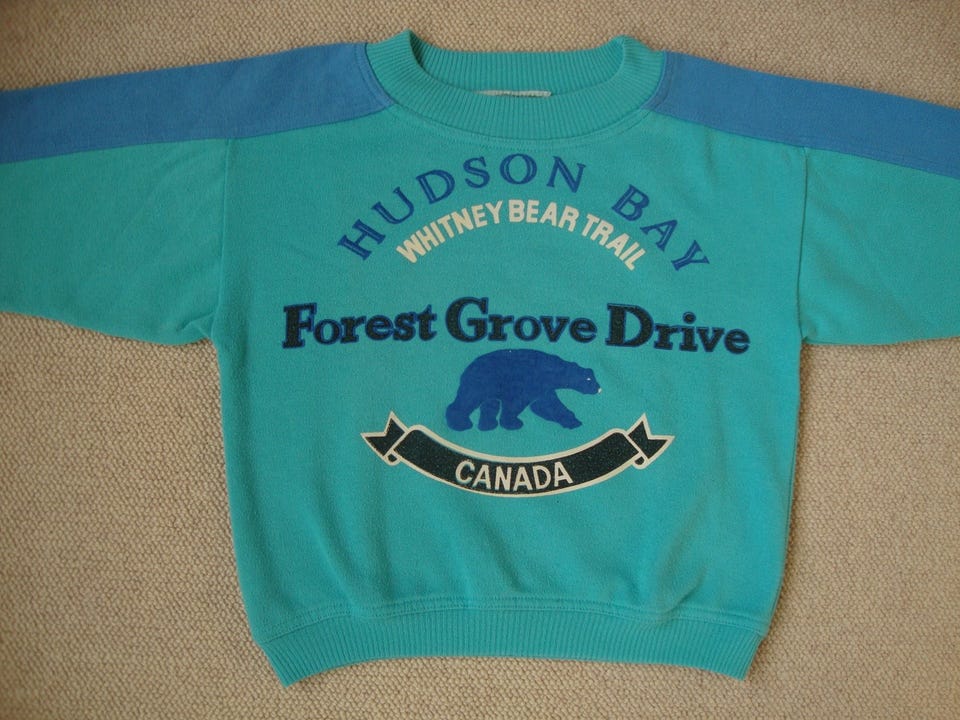 HUDSON BAY
WHITNEY BEAR TRAIL
Forest Grove Drive
CANADA